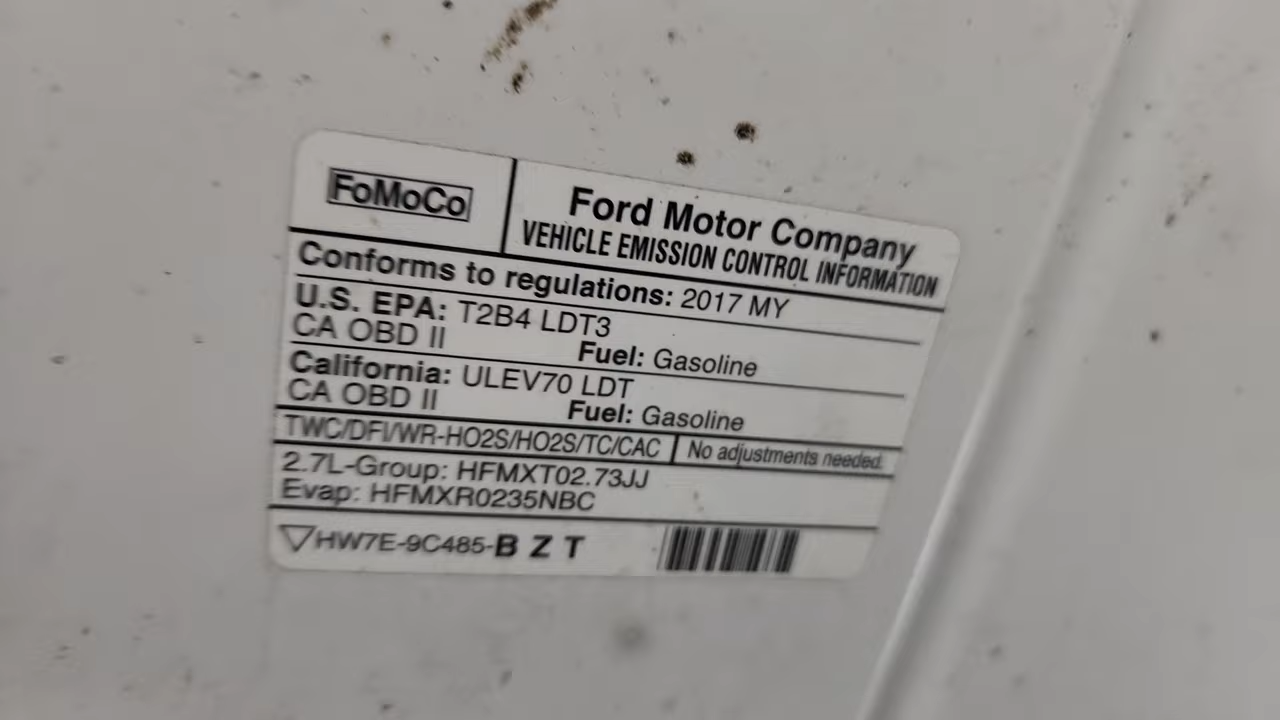 FoMoCo
Ford Motor Company
VEHICLE EMISSION CONTROL INFORMATION
Conforms to regulations: 2017 MY
U.S. EPA: T2B4 LDT3
CA OBD II Fuel: Gasoline
California: ULEV70 LDT
CA OBD II Fuel: Gasoline
TWC/DFI/WR-HO2S/HO2S/TC/CAC No adjustments needed.
2.7L-Group: HFMXT02.73JJ
Evap: HFMXR0235NBC
HW7E-9C485-B Z T